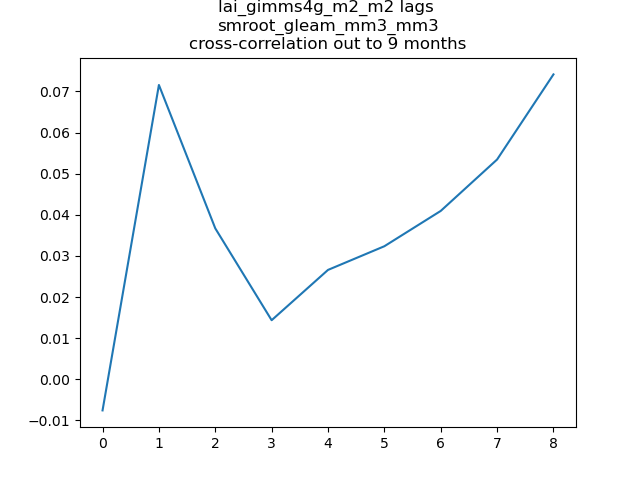 lai_gimms4g_m2_m2 lags
smroot_gleam_mm3_mm3
cross-correlation out to 9 months
0.07
0.06
0.05
0.04
0.03
0.02
0.01
0.00
−0.01
0 1 2 3 4 5 6 7 8